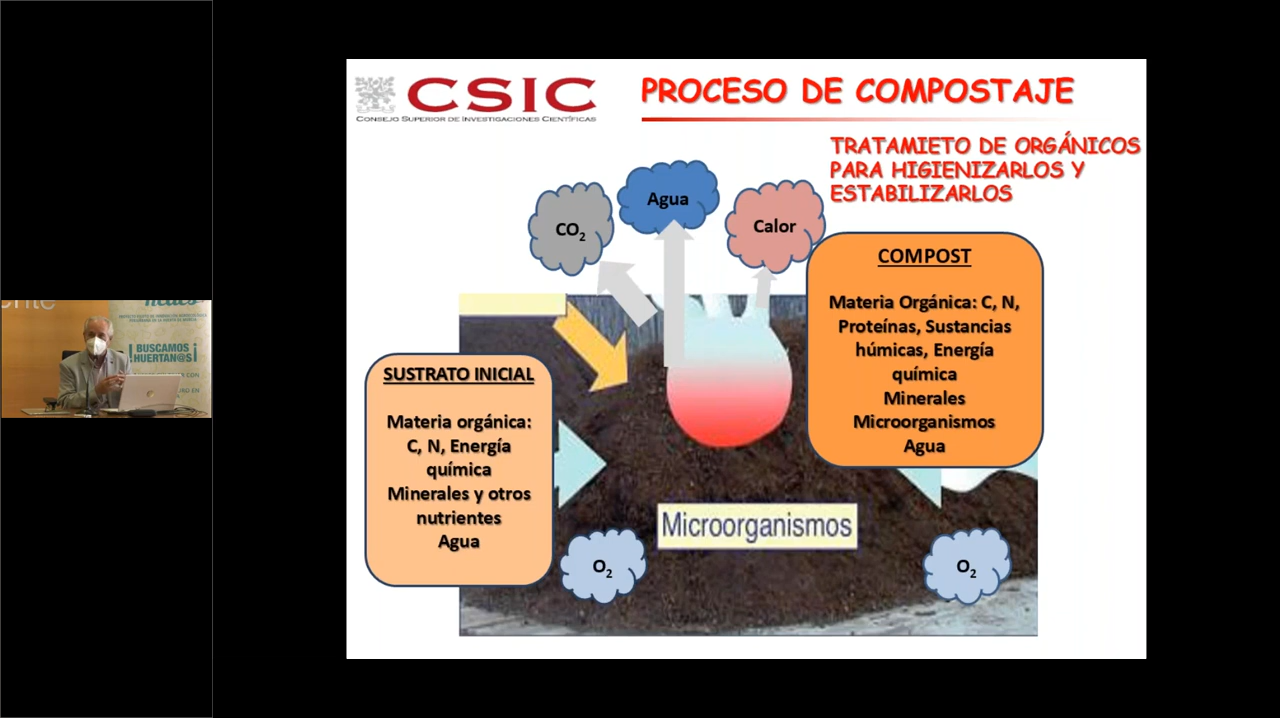 CSIC
CONSEJO SUPERIOR DE INVESTIGACIONES CIENTÍFICAS
PROCESO DE COMPOSTAJE
TRATAMIETO DE ORGÁNICOS
PARA HIGIENIZARLOS Y
ESTABILIZARLOS
CO2
Agua
Calor
COMPOST
Materia Orgánica: C, N,
Proteínas, Sustancias
húmicas, Energía
química
Minerales
Microorganismos
Agua
SUSTRATO INICIAL
Materia orgánica:
C, N, Energía
química
Minerales y otros
nutrientes
Agua
Microorganismos
O2
O2
¡BUSCAMOS
HUERTAN@S!